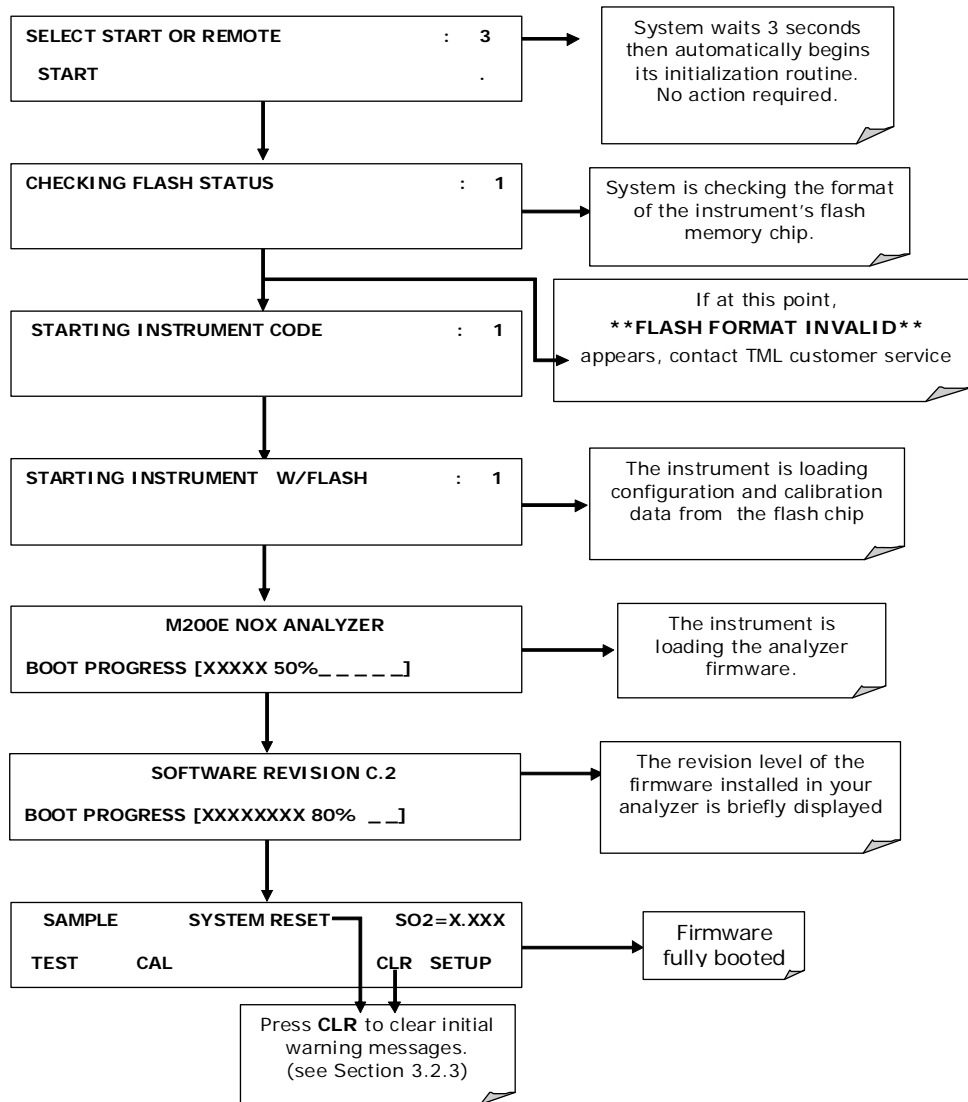 SELECT START OR REMOTE : 3
START .
System waits 3 seconds
then automatically begins
its initialization routine.
No action required.
CHECKING FLASH STATUS : 1
System is checking the format
of the instrument's flash
memory chip.
If at this point,
**FLASH FORMAT INVALID**
appears, contact TML customer service
STARTING INSTRUMENT CODE : 1
STARTING INSTRUMENT W/FLASH : 1
The instrument is loading
configuration and calibration
data from the flash chip
M200E NOX ANALYZER
BOOT PROGRESS [XXXXX 50%_ _ _ _ _]
The instrument is
loading the analyzer
firmware.
SOFTWARE REVISION C.2
BOOT PROGRESS [XXXXXXXX 80% _ _]
The revision level of the
firmware installed in your
analyzer is briefly displayed
SAMPLE SYSTEM RESET SO2=X.XXX
TEST CAL CLR SETUP
Firmware
fully booted
Press CLR to clear initial
warning messages.
(see Section 3.2.3)